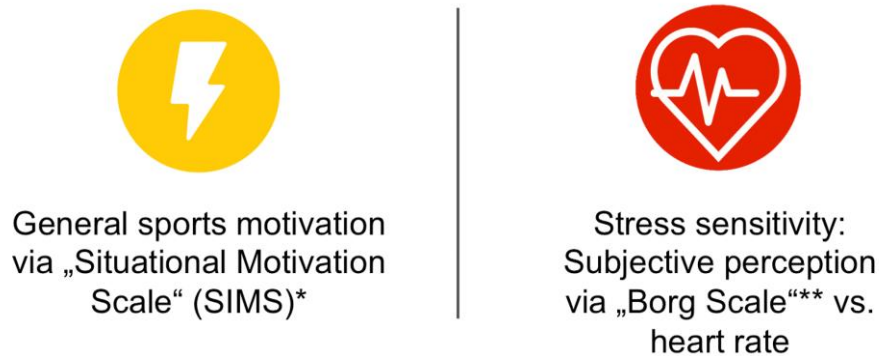 General sports motivation
via „Situational Motivation
Scale“ (SIMS)*
Stress sensitivity:
Subjective perception
via „Borg Scale“** vs.
heart rate